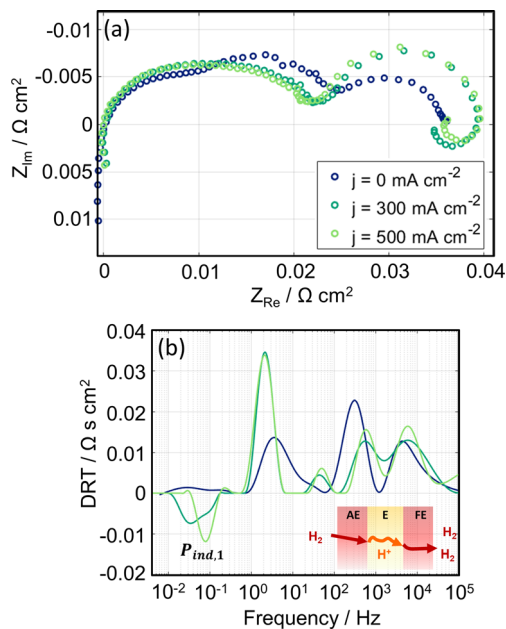 (a)
-0.01
-0.005
0
0.005
0.01
Z_Im / Ω cm²
j = 0 mA cm⁻²
j = 300 mA cm⁻²
j = 500 mA cm⁻²
0 0.01 0.02 0.03 0.04
Z_Re / Ω cm²
(b)
0.04
0.03
0.02
0.01
0
-0.01
-0.02
DRT / Ω s cm²
P_ind,1
AE E FE
H₂ H⁺ H₂ H₂
10⁻² 10⁰ 10¹ 10² 10³ 10⁴ 10⁵
10⁻¹
Frequency / Hz